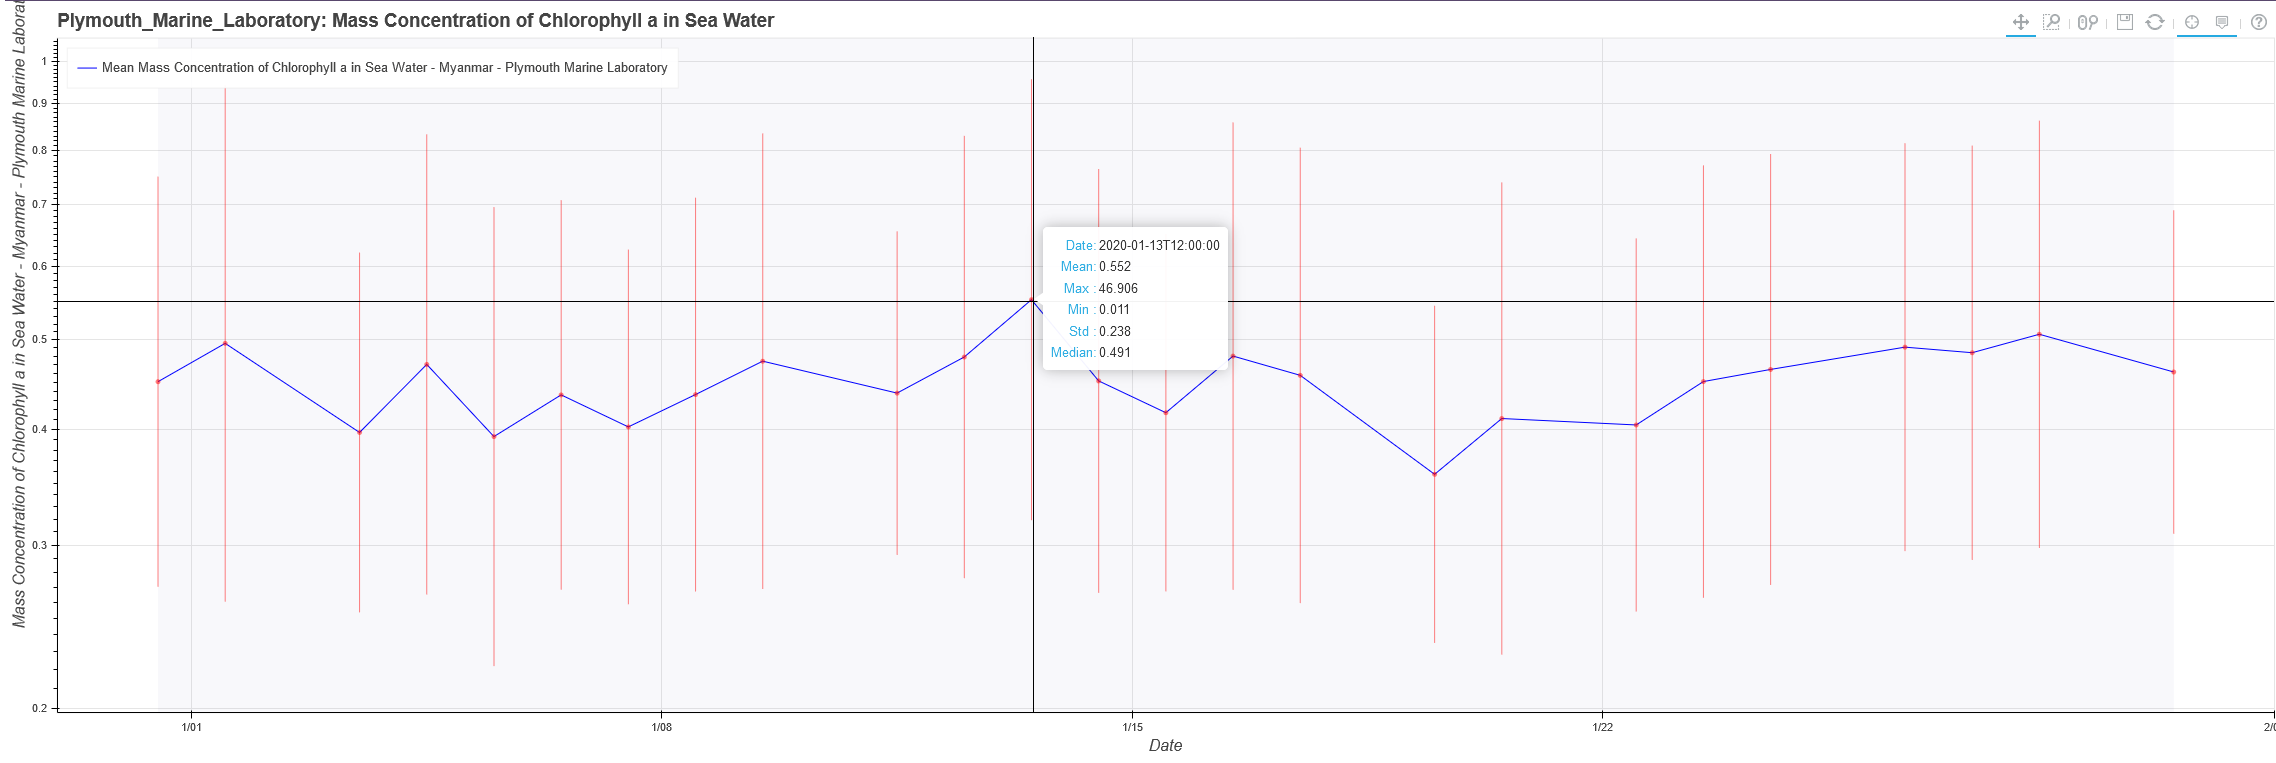 Plymouth_Marine_Laboratory: Mass Concentration of Chlorophyll a in Sea Water
Mean Mass Concentration of Chlorophyll a in Sea Water - Myanmar - Plymouth Marine Laboratory
Mass Concentration of Chlorophyll a in Sea Water - Myanmar - Plymouth Marine Laborat
1
0.9
0.8
0.7
0.6
0.5
0.4
0.3
0.2
Date: 2020-01-13T12:00:00
Mean: 0.552
Max : 46.906
Min : 0.011
Std : 0.238
Median: 0.491
1/01
1/08
1/15
1/22
2/0
Date